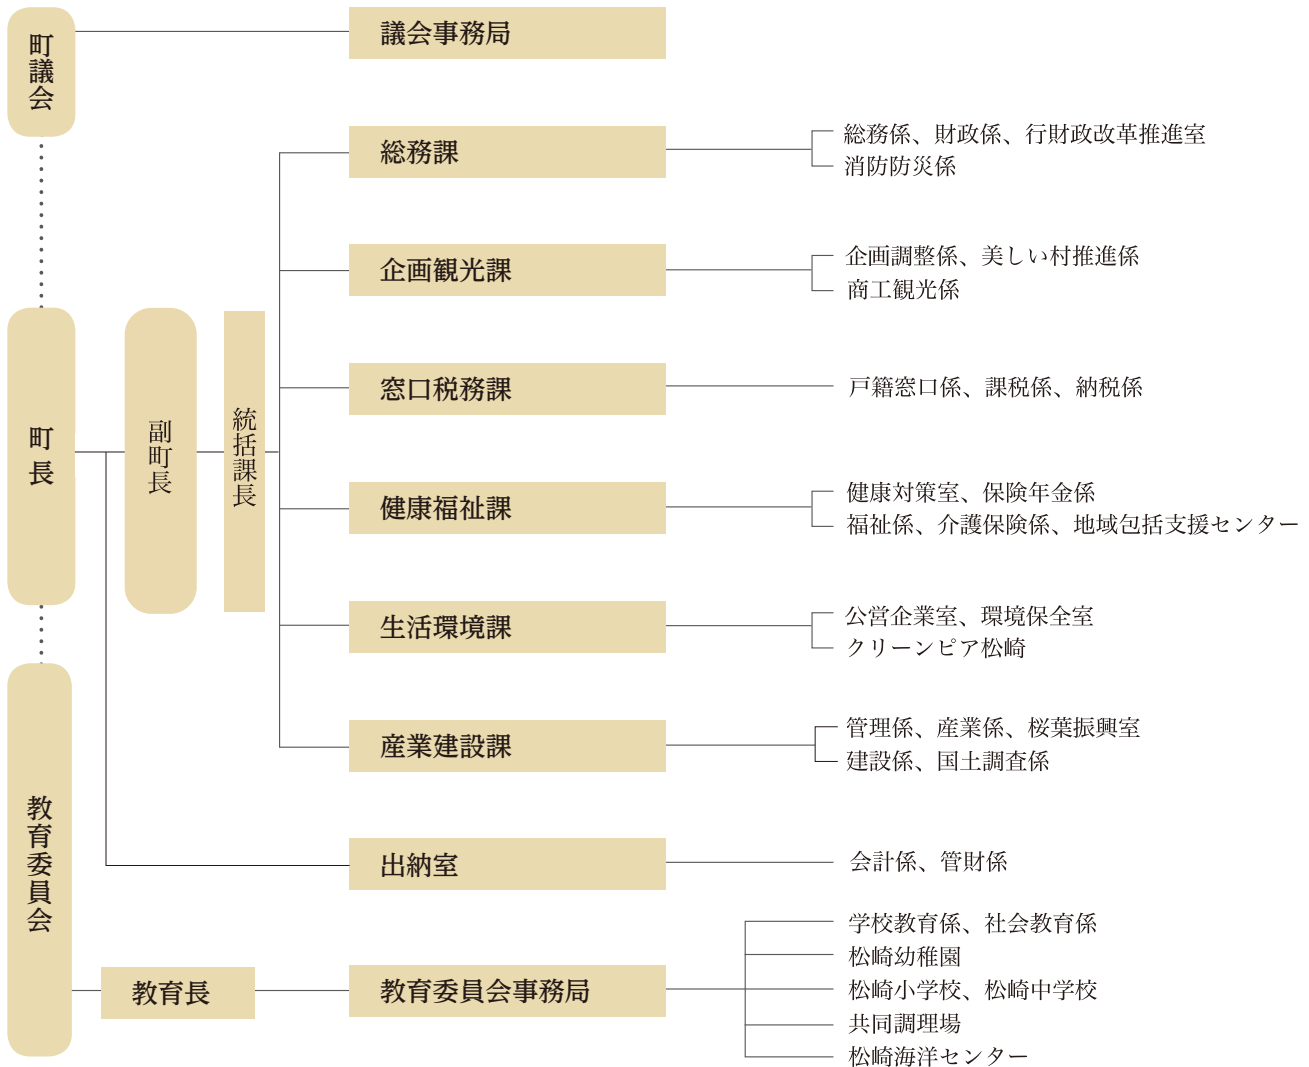 町議会
議会事務局
町長
副町長
統括課長
総務課
総務係、財政係、行財政改革推進室
消防防災係
企画観光課
企画調整係、美しい村推進係
商工観光係
窓口税務課
戸籍窓口係、課税係、納税係
健康福祉課
健康対策室、保険年金係
福祉係、介護保険係、地域包括支援センター
生活環境課
公営企業室、環境保全室
クリーンピア松崎
産業建設課
管理係、産業係、桜葉振興室
建設係、国土調査係
出納室
会計係、管財係
教育委員会
教育長
教育委員会事務局
学校教育係、社会教育係
松崎幼稚園
松崎小学校、松崎中学校
共同調理場
松崎海洋センター